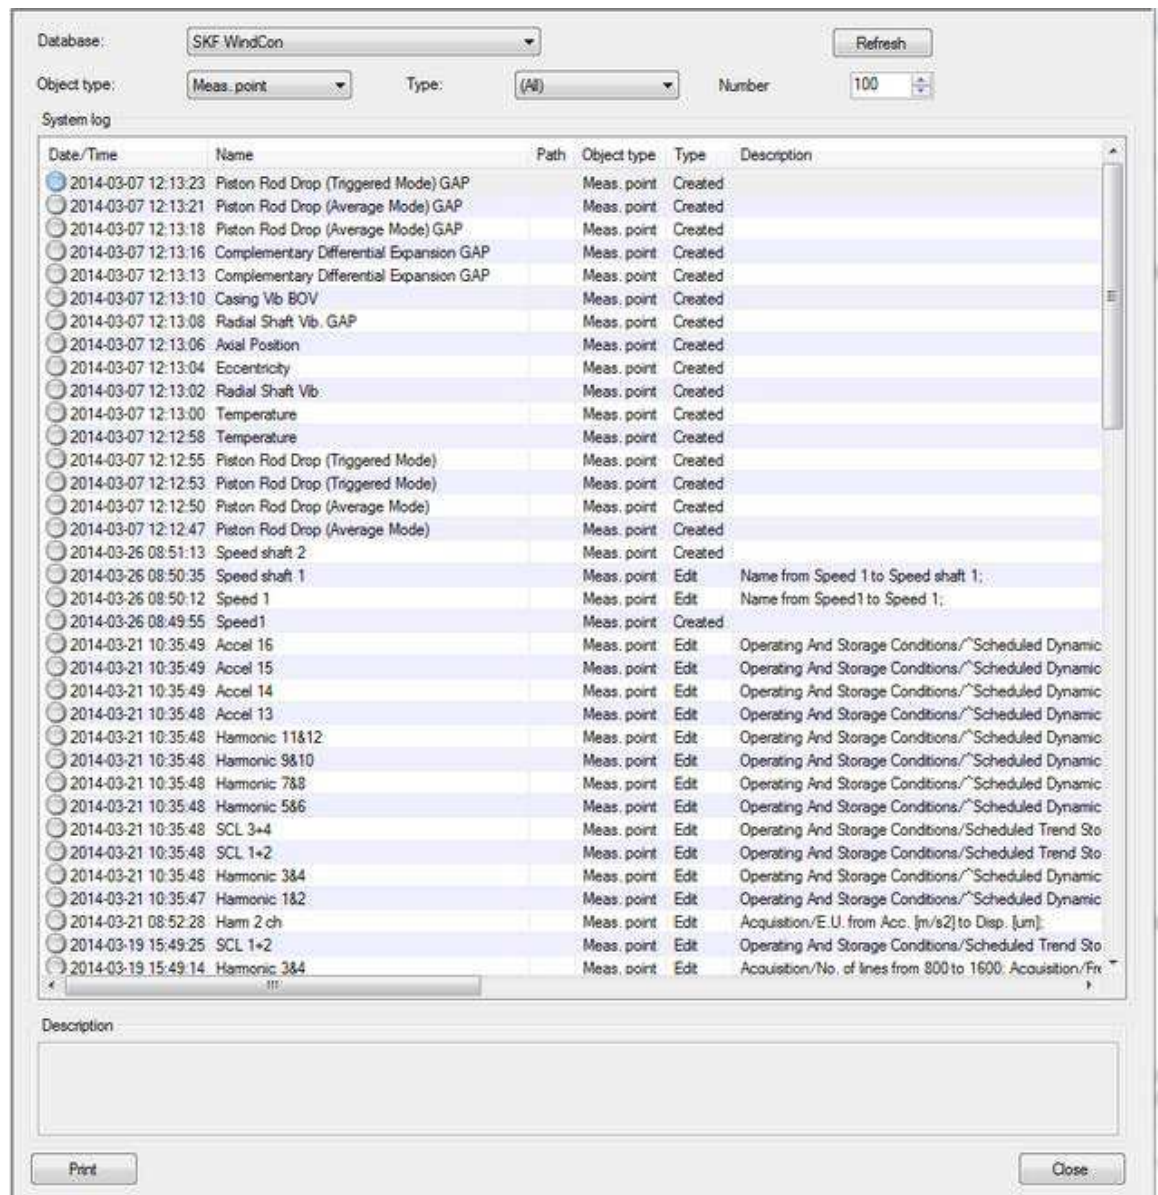 Database: SKF WindCon Refresh
Object type: Meas. point Type: (All) Number 100
System log
Date/Time Name Path Object type Type Description
2014-03-07 12:13:23 Piston Rod Drop (Triggered Mode) GAP Meas. point Created
2014-03-07 12:13:21 Piston Rod Drop (Average Mode) GAP Meas. point Created
2014-03-07 12:13:18 Piston Rod Drop (Average Mode) GAP Meas. point Created
2014-03-07 12:13:16 Complementary Differential Expansion GAP Meas. point Created
2014-03-07 12:13:13 Complementary Differential Expansion GAP Meas. point Created
2014-03-07 12:13:10 Casing Vib BOV Meas. point Created
2014-03-07 12:13:08 Radial Shaft Vib. GAP Meas. point Created
2014-03-07 12:13:06 Axial Position Meas. point Created
2014-03-07 12:13:04 Eccentricity Meas. point Created
2014-03-07 12:13:02 Radial Shaft Vib Meas. point Created
2014-03-07 12:13:00 Temperature Meas. point Created
2014-03-07 12:12:58 Temperature Meas. point Created
2014-03-07 12:12:55 Piston Rod Drop (Triggered Mode) Meas. point Created
2014-03-07 12:12:53 Piston Rod Drop (Triggered Mode) Meas. point Created
2014-03-07 12:12:50 Piston Rod Drop (Average Mode) Meas. point Created
2014-03-07 12:12:47 Piston Rod Drop (Average Mode) Meas. point Created
2014-03-26 08:51:13 Speed shaft 2 Meas. point Created
2014-03-26 08:50:35 Speed shaft 1 Meas. point Edit Name from Speed 1 to Speed shaft 1;
2014-03-26 08:50:12 Speed 1 Meas. point Edit Name from Speed1 to Speed 1;
2014-03-26 08:49:55 Speed1 Meas. point Created
2014-03-21 10:35:49 Accel 16 Meas. point Edit Operating And Storage Conditions/^Scheduled Dynamic
2014-03-21 10:35:49 Accel 15 Meas. point Edit Operating And Storage Conditions/^Scheduled Dynamic
2014-03-21 10:35:49 Accel 14 Meas. point Edit Operating And Storage Conditions/^Scheduled Dynamic
2014-03-21 10:35:48 Accel 13 Meas. point Edit Operating And Storage Conditions/^Scheduled Dynamic
2014-03-21 10:35:48 Harmonic 11&12 Meas. point Edit Operating And Storage Conditions/^Scheduled Dynamic
2014-03-21 10:35:48 Harmonic 9&10 Meas. point Edit Operating And Storage Conditions/^Scheduled Dynamic
2014-03-21 10:35:48 Harmonic 7&8 Meas. point Edit Operating And Storage Conditions/^Scheduled Dynamic
2014-03-21 10:35:48 Harmonic 5&6 Meas. point Edit Operating And Storage Conditions/^Scheduled Dynamic
2014-03-21 10:35:48 SCL 3+4 Meas. point Edit Operating And Storage Conditions/Scheduled Trend Sto
2014-03-21 10:35:48 SCL 1+2 Meas. point Edit Operating And Storage Conditions/Scheduled Trend Sto
2014-03-21 10:35:48 Harmonic 3&4 Meas. point Edit Operating And Storage Conditions/^Scheduled Dynamic
2014-03-21 10:35:47 Harmonic 1&2 Meas. point Edit Operating And Storage Conditions/^Scheduled Dynamic
2014-03-21 08:52:28 Harm 2 ch Meas. point Edit Acquisition/E.U. from Acc. [m/s2] to Disp. [um];
2014-03-19 15:49:25 SCL 1+2 Meas. point Edit Operating And Storage Conditions/Scheduled Trend Sto
2014-03-19 15:49:14 Harmonic 3&4 Meas. point Edit Acquisition/No. of lines from 800 to 1600; Acquisition/Fre
Description
Print Close